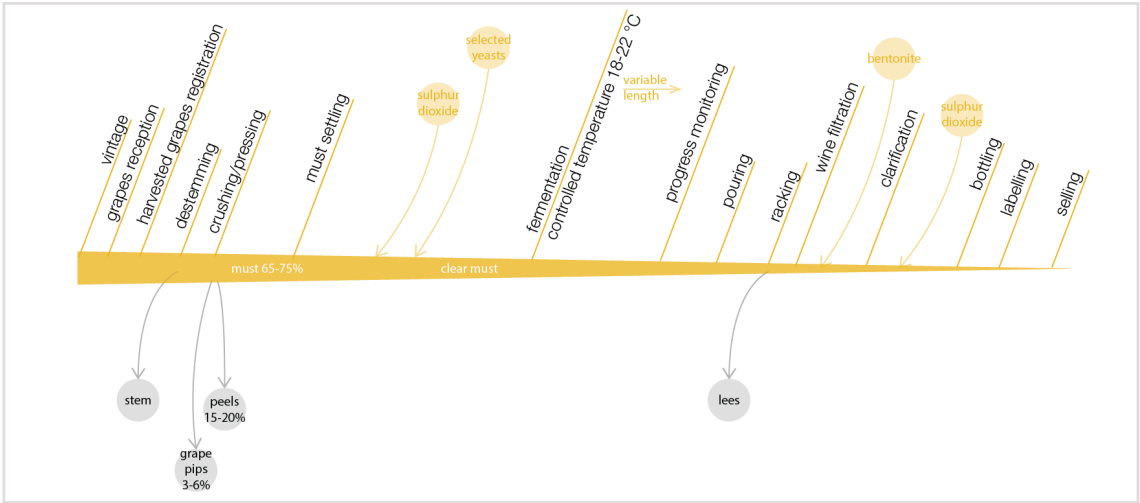 vintage
grapes reception
harvested grapes registration
destemming
crushing/pressing
must settling
sulphur
dioxide
selected
yeasts
fermentation
controlled temperature 18-22 °C
variable
length
progress monitoring
pouring
racking
wine filtration
bentonite
clarification
sulphur
dioxide
bottling
labelling
selling
must 65-75%
clear must
stem
peels
15-20%
grape
pips
3-6%
lees